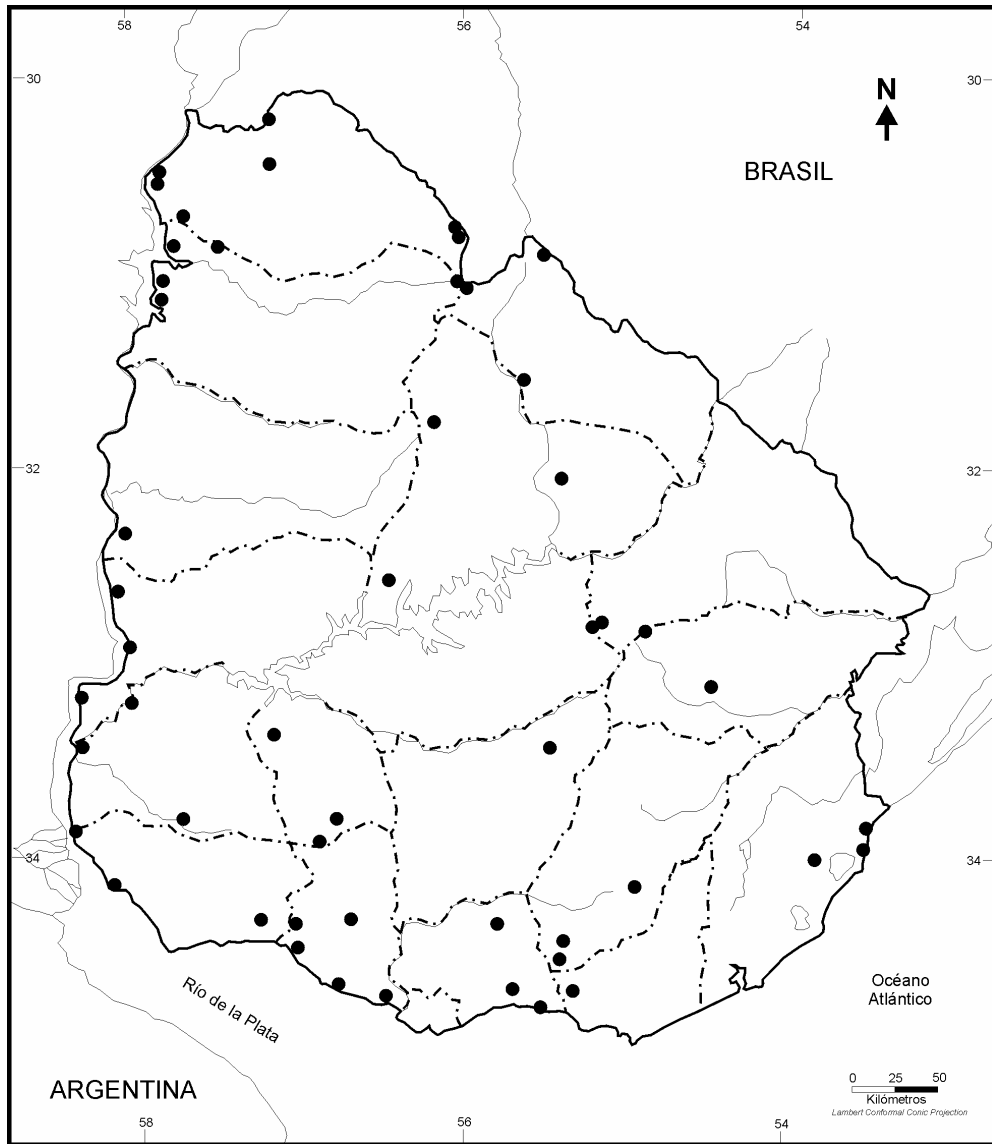 58 56 54
30 30
N
BRASIL
32 32
34 34
Río de la Plata
Océano
Atlántico
ARGENTINA
0 25 50
Kilómetros
Lambert Conformal Conic Projection
58 56 54